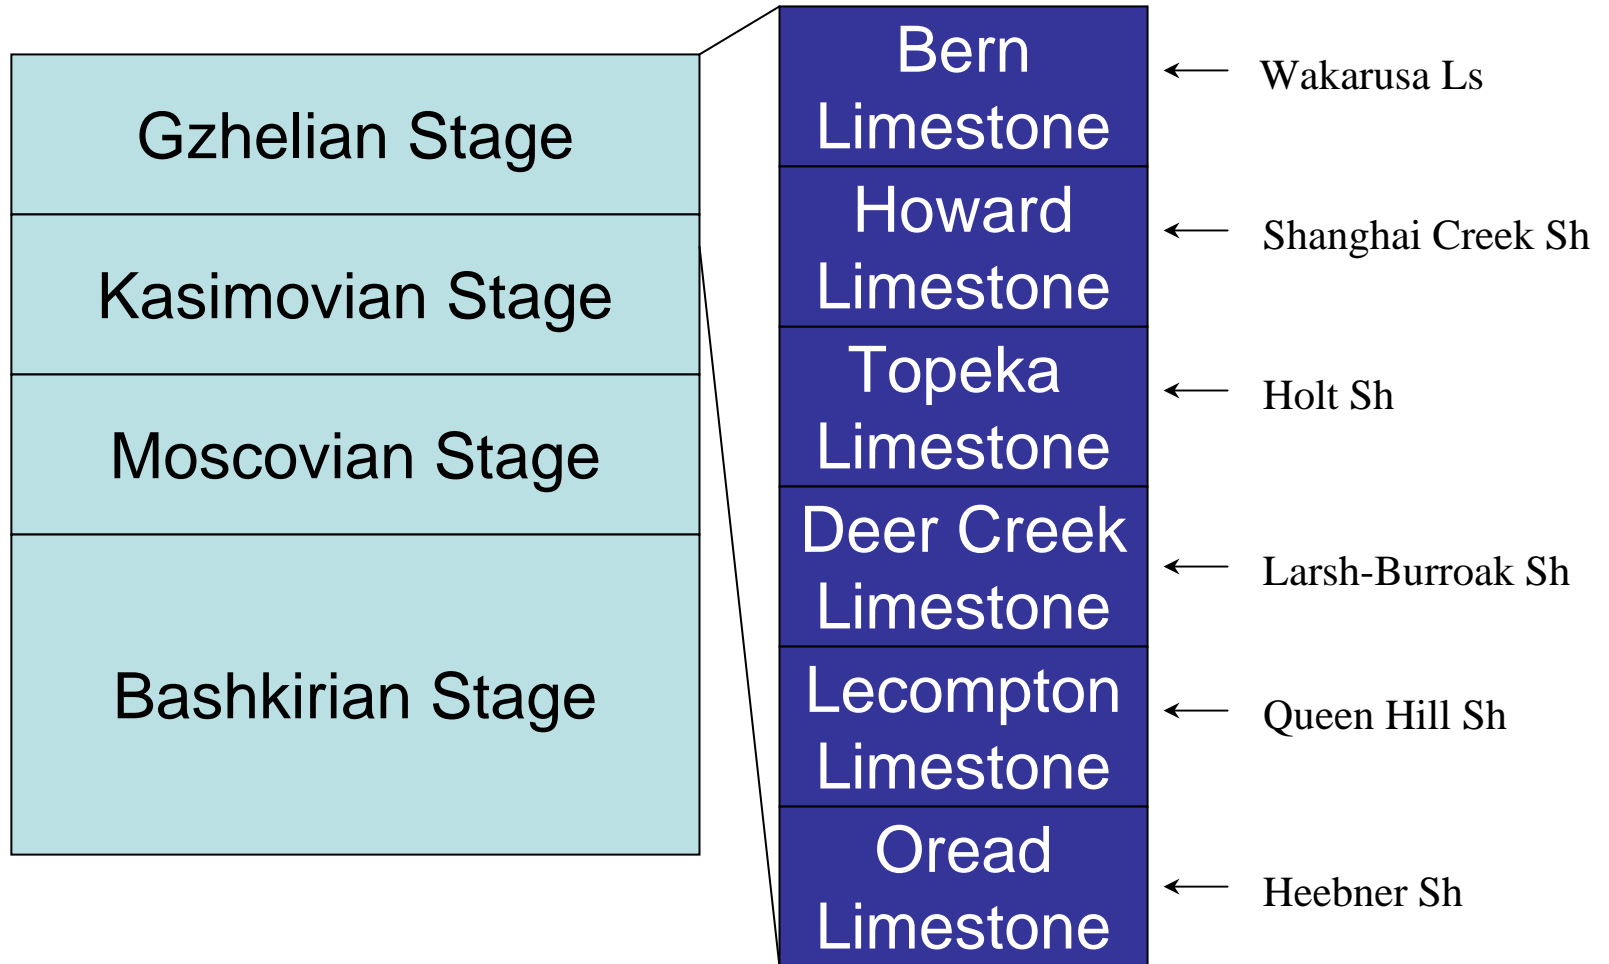 Gzhelian Stage
Kasimovian Stage
Moscovian Stage
Bashkirian Stage
Bern
Limestone
Howard
Limestone
Topeka
Limestone
Deer Creek
Limestone
Lecompton
Limestone
Oread
Limestone
Wakarusa Ls
Shanghai Creek Sh
Holt Sh
Larsh-Burroak Sh
Queen Hill Sh
Heebner Sh